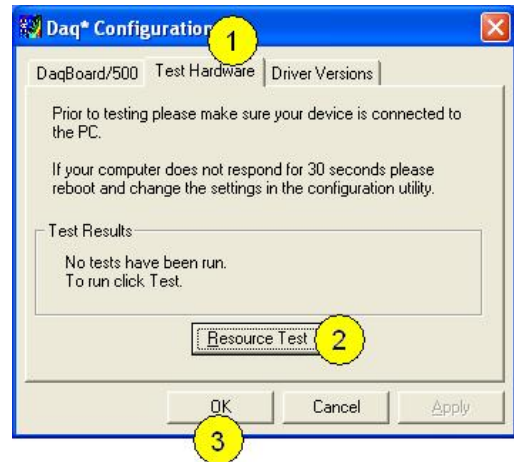 Daq* Configuration
1
DaqBoard/500 Test Hardware Driver Versions
Prior to testing please make sure your device is connected to
the PC.
If your computer does not respond for 30 seconds please
reboot and change the settings in the configuration utility.
Test Results
No tests have been run.
To run click Test.
Resource Test 2
OK Cancel Apply
3